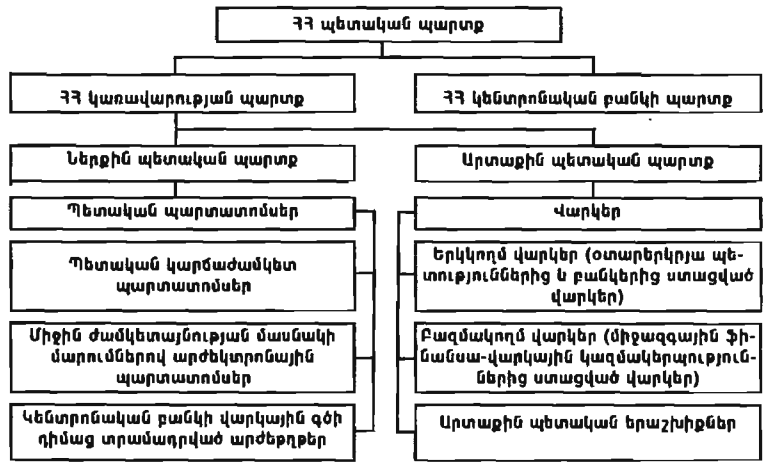 ՀՀ պետական պարտք
ՀՀ կառավարության պարտք
ՀՀ կենտրոնական բանկի պարտք
Ներքին պետական պարտք
Արտաքին պետական պարտք
Պետական պարտատոմսեր
Պետական կարճաժամկետ
պարտատոմսեր
Միջին ժամկետայնության մասնակի
մարումներով արժեկտրոնային
պարտատոմսեր
Կենտրոնական բանկի վարկային գծի
դիմաց տրամադրված արժեթղթեր
Վարկեր
Երկկողմ վարկեր (օտարերկրյա պե-
տություններից և բանկերից ստացված
վարկեր)
Բազմակողմ վարկեր (միջազգային ֆի-
նանսա-վարկային կազմակերպություն-
ներից ստացված վարկեր)
Արտաքին պետական երաշխիքներ